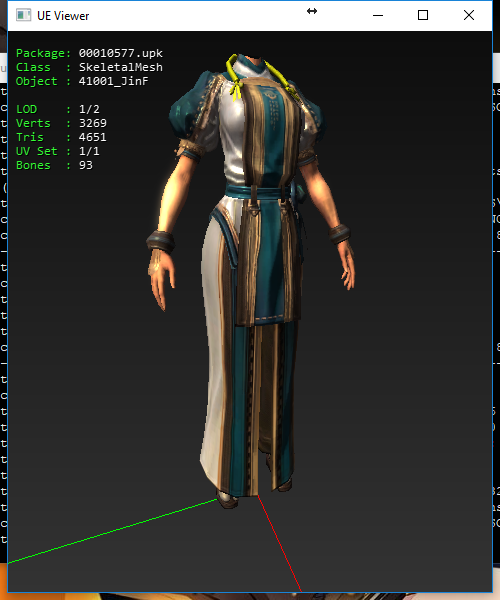 UE Viewer
Package: 00010577.upk
Class : SkeletalMesh
Object : 41001_JinF
LOD : 1/2
Verts : 3269
Tris : 4651
UV Set : 1/1
Bones : 93